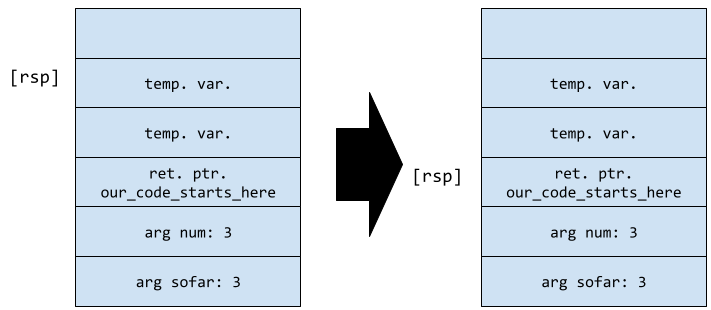 [rsp]
temp. var.
temp. var.
ret. ptr.
our_code_starts_here
arg num: 3
arg sofar: 3
[rsp]
temp. var.
temp. var.
ret. ptr.
our_code_starts_here
arg num: 3
arg sofar: 3